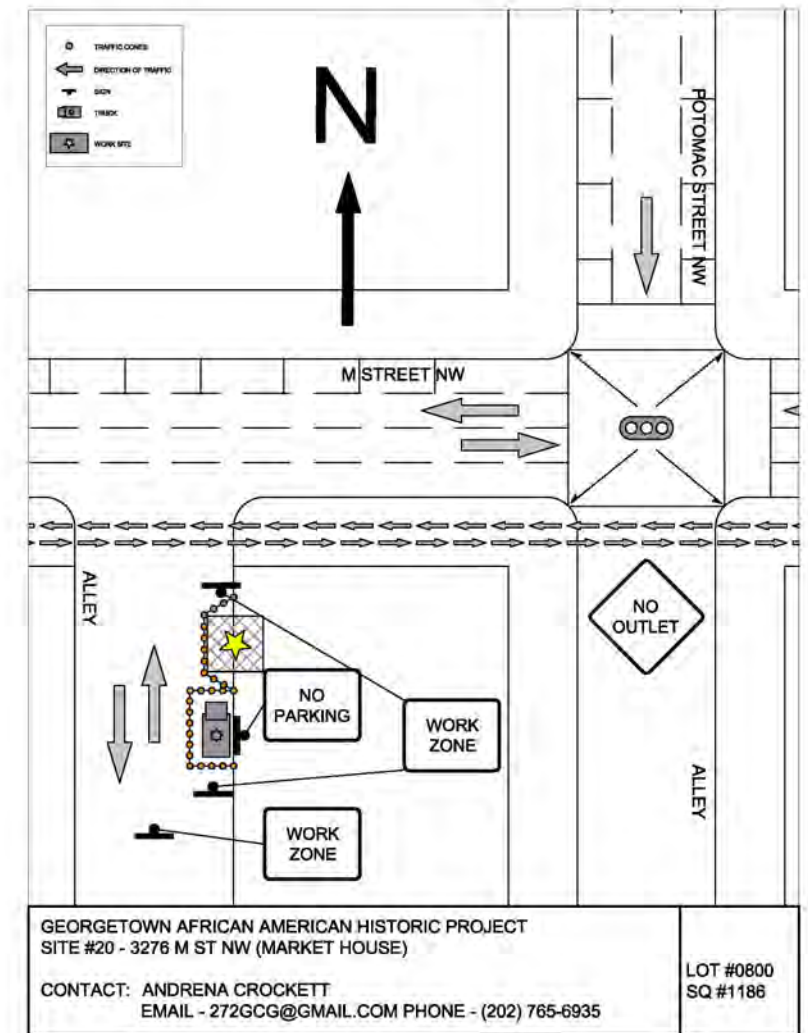 TRAFFIC CONES
DIRECTION OF TRAFFIC
SIGN
TRUCK
WORK SITE
N
POTOMAC STREET NW
M STREET NW
ALLEY
NO
OUTLET
NO
PARKING
WORK
ZONE
ALLEY
WORK
ZONE
GEORGETOWN AFRICAN AMERICAN HISTORIC PROJECT
SITE #20 - 3276 M ST NW (MARKET HOUSE)
CONTACT: ANDRENA CROCKETT
EMAIL - 272GCG@GMAIL.COM PHONE - (202) 765-6935
LOT #0800
SQ #1186